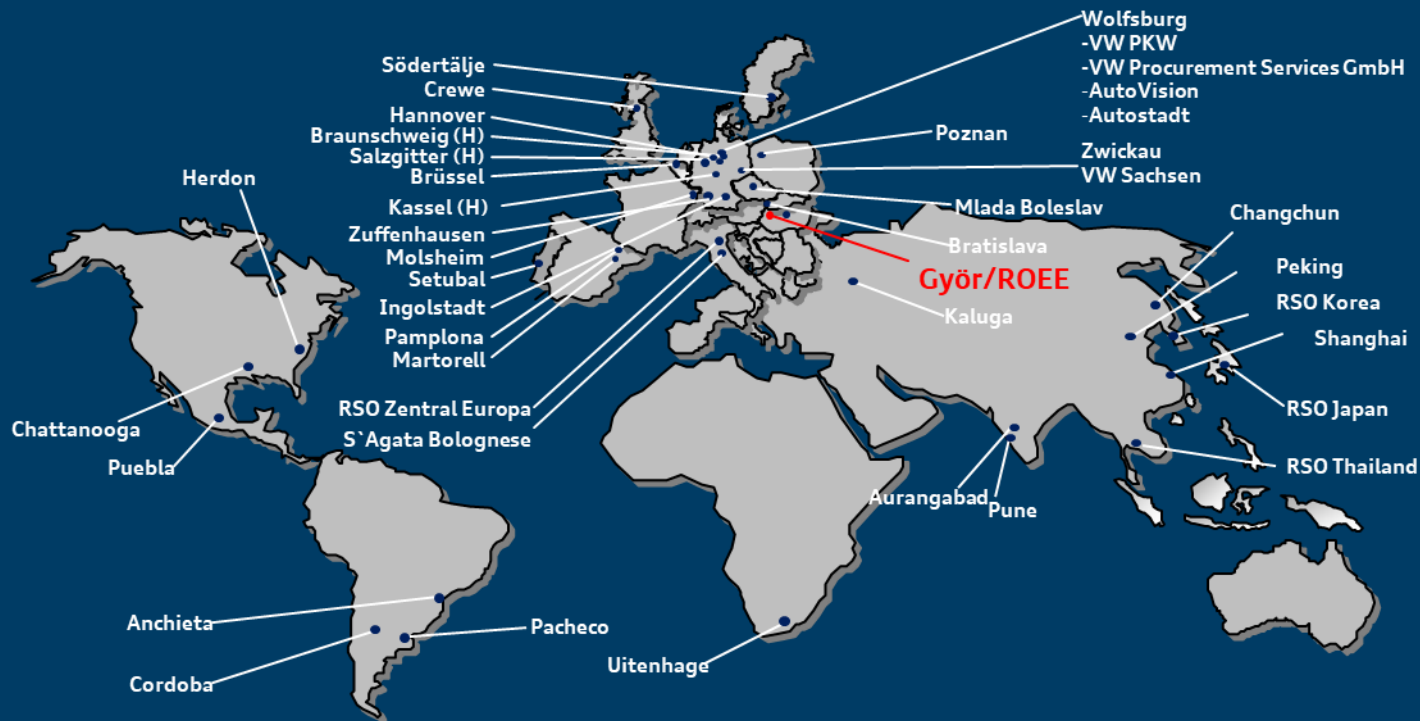 Wolfsburg
-VW PKW
-VW Procurement Services GmbH
-AutoVision
-Autostadt
Södertälje
Crewe
Hannover
Braunschweig (H)
Salzgitter (H)
Brüssel
Kassel (H)
Zuffenhausen
Molsheim
Setubal
Ingolstadt
Pamplona
Martorell
RSO Zentral Europa
S`Agata Bolognese
Poznan
Zwickau
VW Sachsen
Mlada Boleslav
Bratislava
Györ/ROEE
Kaluga
Herdon
Chattanooga
Puebla
Changchun
Peking
RSO Korea
Shanghai
RSO Japan
RSO Thailand
Aurangabad
Pune
Anchieta
Pacheco
Cordoba
Uitenhage